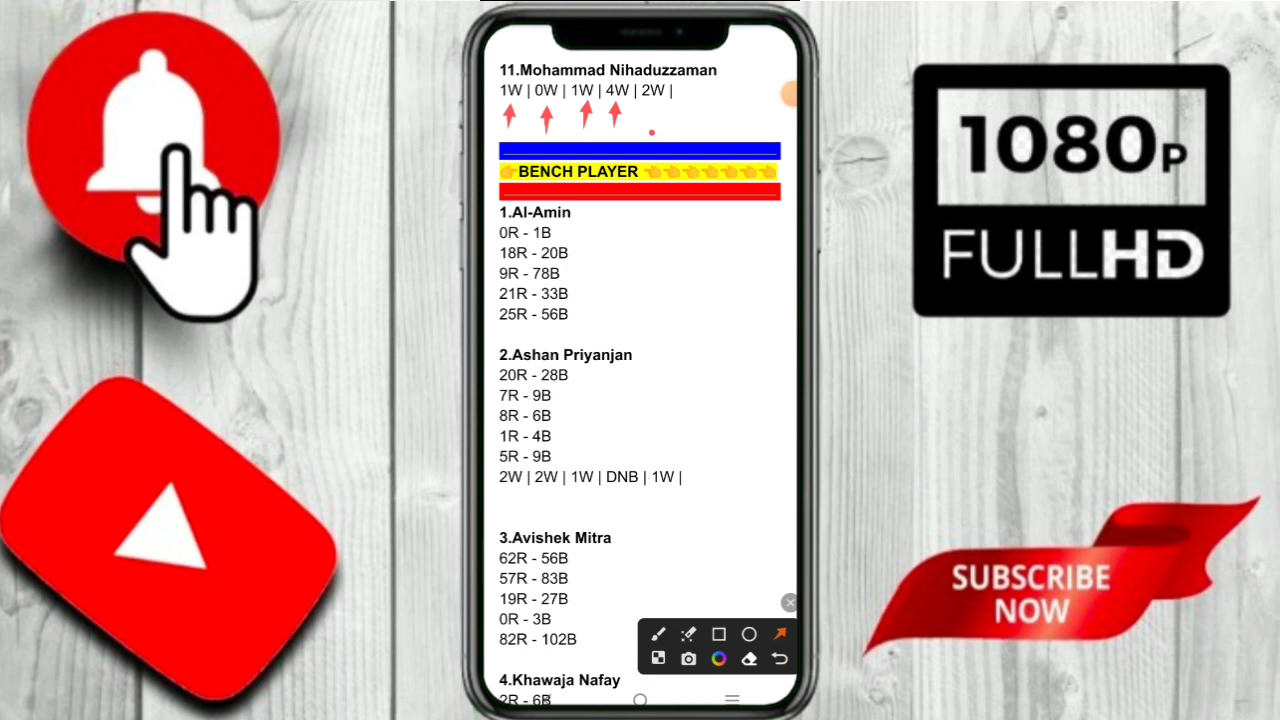 11.Mohammad Nihaduzzaman
1W | 0W | 1W | 4W | 2W |
👉BENCH PLAYER 👈👈👈👈👈👈👈
1.Al-Amin
0R - 1B
18R - 20B
9R - 78B
21R - 33B
25R - 56B
2.Ashan Priyanjan
20R - 28B
7R - 9B
8R - 6B
1R - 4B
5R - 9B
2W | 2W | 1W | DNB | 1W |
3.Avishek Mitra
62R - 56B
57R - 83B
19R - 27B
0R - 3B
82R - 102B
4.Khawaja Nafay
2R - 6B
1080P
FULLHD
SUBSCRIBE
NOW